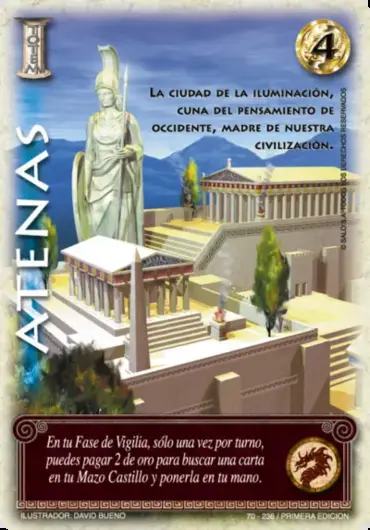 TOTEM
4
LA CIUDAD DE LA ILUMINACIÓN,
CUNA DEL PENSAMIENTO DE
OCCIDENTE, MADRE DE NUESTRA
CIVILIZACIÓN.
ATENAS
En tu Fase de Vigilia, sólo una vez por turno,
puedes pagar 2 de oro para buscar una carta
en tu Mazo Castillo y ponerla en tu mano.
ILUSTRADOR: DAVID BUENO
70 - 236 / PRIMERA EDICION